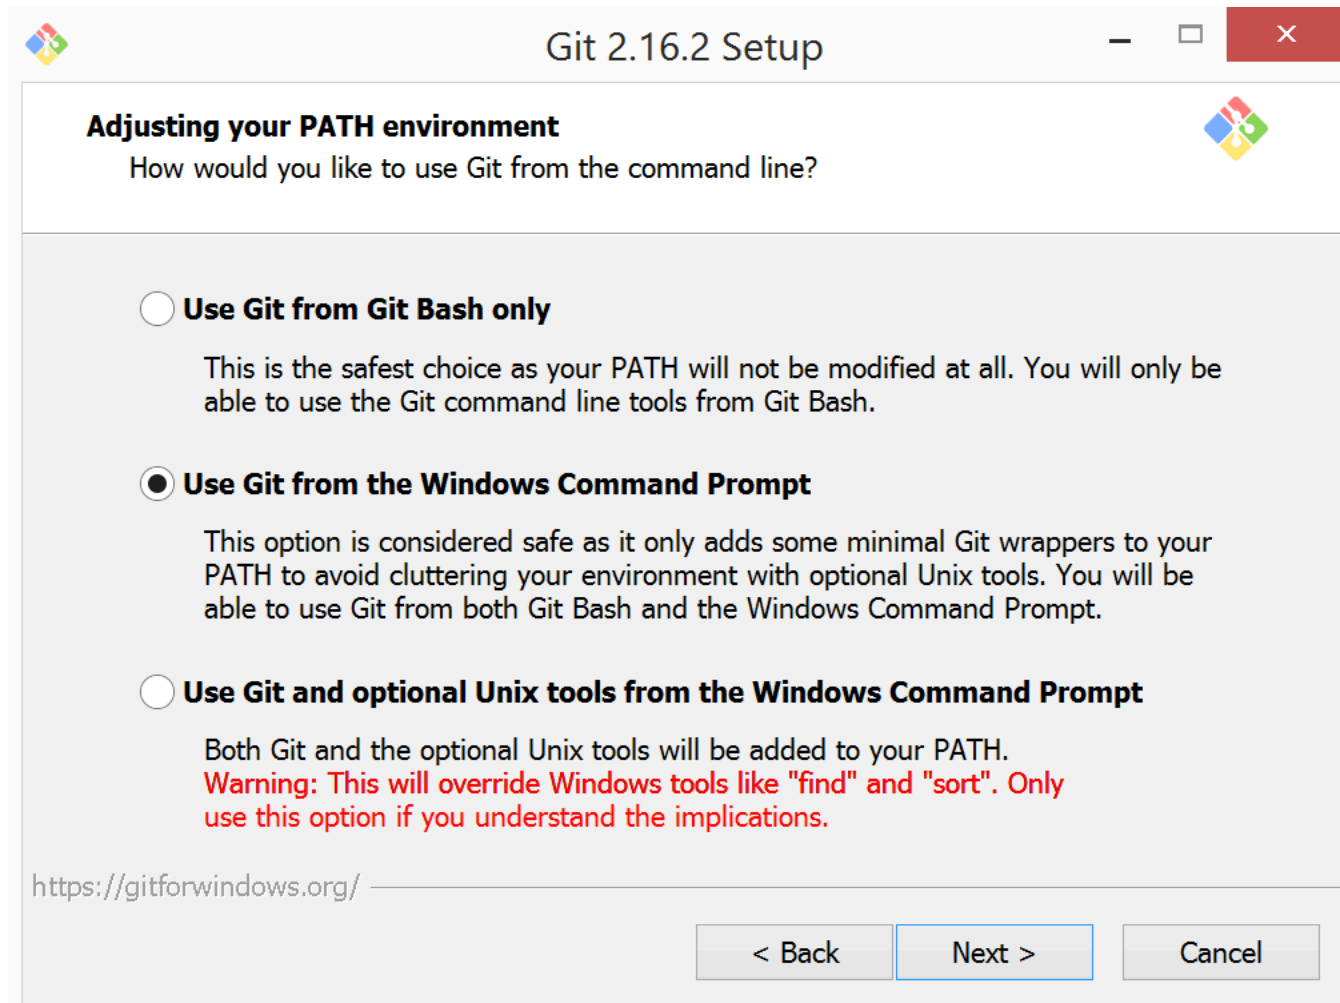 Git 2.16.2 Setup
Adjusting your PATH environment
How would you like to use Git from the command line?
Use Git from Git Bash only
This is the safest choice as your PATH will not be modified at all. You will only be
able to use the Git command line tools from Git Bash.
Use Git from the Windows Command Prompt
This option is considered safe as it only adds some minimal Git wrappers to your
PATH to avoid cluttering your environment with optional Unix tools. You will be
able to use Git from both Git Bash and the Windows Command Prompt.
Use Git and optional Unix tools from the Windows Command Prompt
Both Git and the optional Unix tools will be added to your PATH.
Warning: This will override Windows tools like "find" and "sort". Only
use this option if you understand the implications.
https://gitforwindows.org/
< Back Next > Cancel